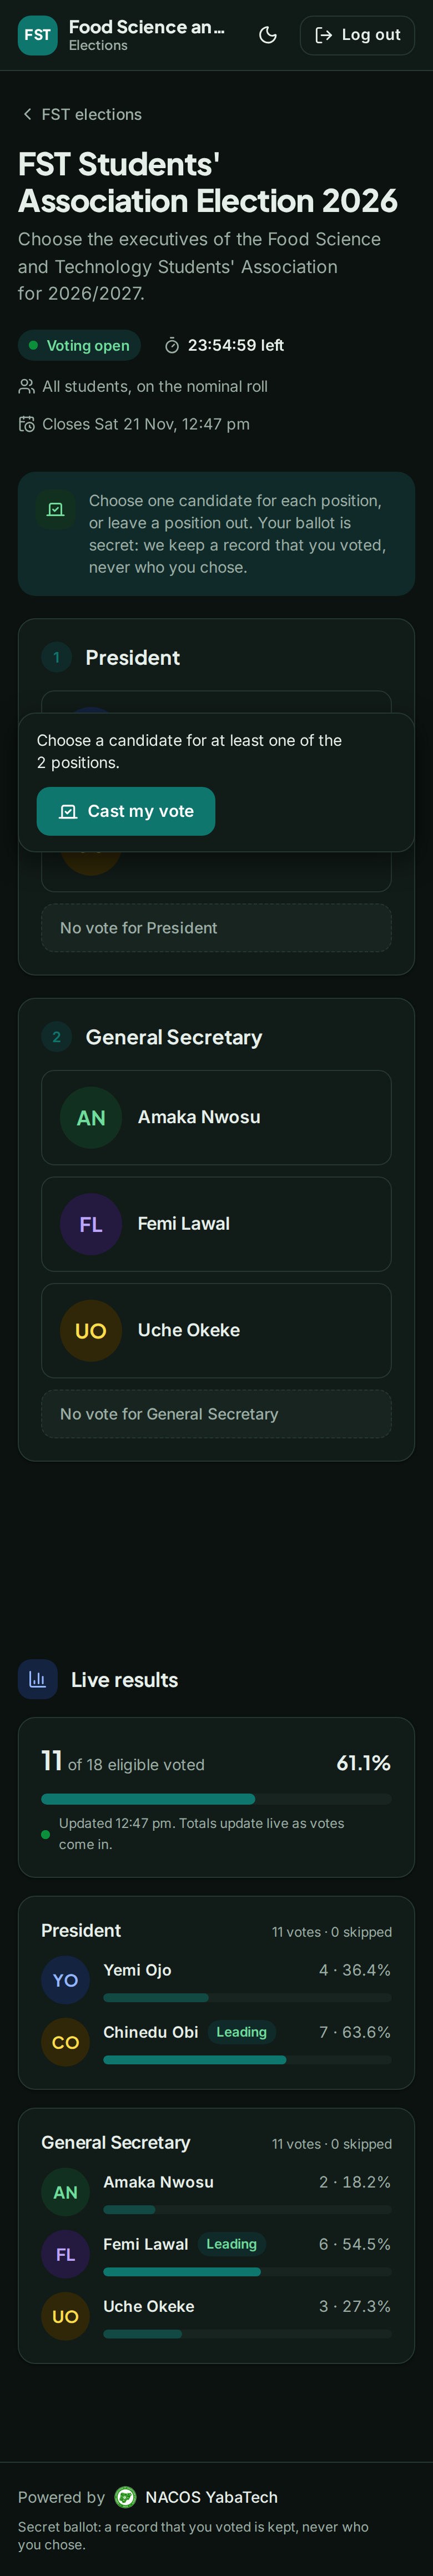 FST
Food Science an...
Elections
Log out
FST elections
FST Students'
Association Election 2026
Choose the executives of the Food Science
and Technology Students' Association
for 2026/2027.
Voting open
23:54:59 left
All students, on the nominal roll
Closes Sat 21 Nov, 12:47 pm
Choose one candidate for each position,
or leave a position out. Your ballot is
secret: we keep a record that you voted,
never who you chose.
1
President
Choose a candidate for at least one of the
2 positions.
Cast my vote
No vote for President
2
General Secretary
AN
Amaka Nwosu
FL
Femi Lawal
UO
Uche Okeke
No vote for General Secretary
Live results
11 of 18 eligible voted
61.1%
Updated 12:47 pm. Totals update live as votes
come in.
President
11 votes · 0 skipped
YO
Yemi Ojo
4 · 36.4%
CO
Chinedu Obi
Leading
7 · 63.6%
General Secretary
11 votes · 0 skipped
AN
Amaka Nwosu
2 · 18.2%
FL
Femi Lawal
Leading
6 · 54.5%
UO
Uche Okeke
3 · 27.3%
Powered by
NACOS YabaTech
Secret ballot: a record that you voted is kept, never who
you chose.